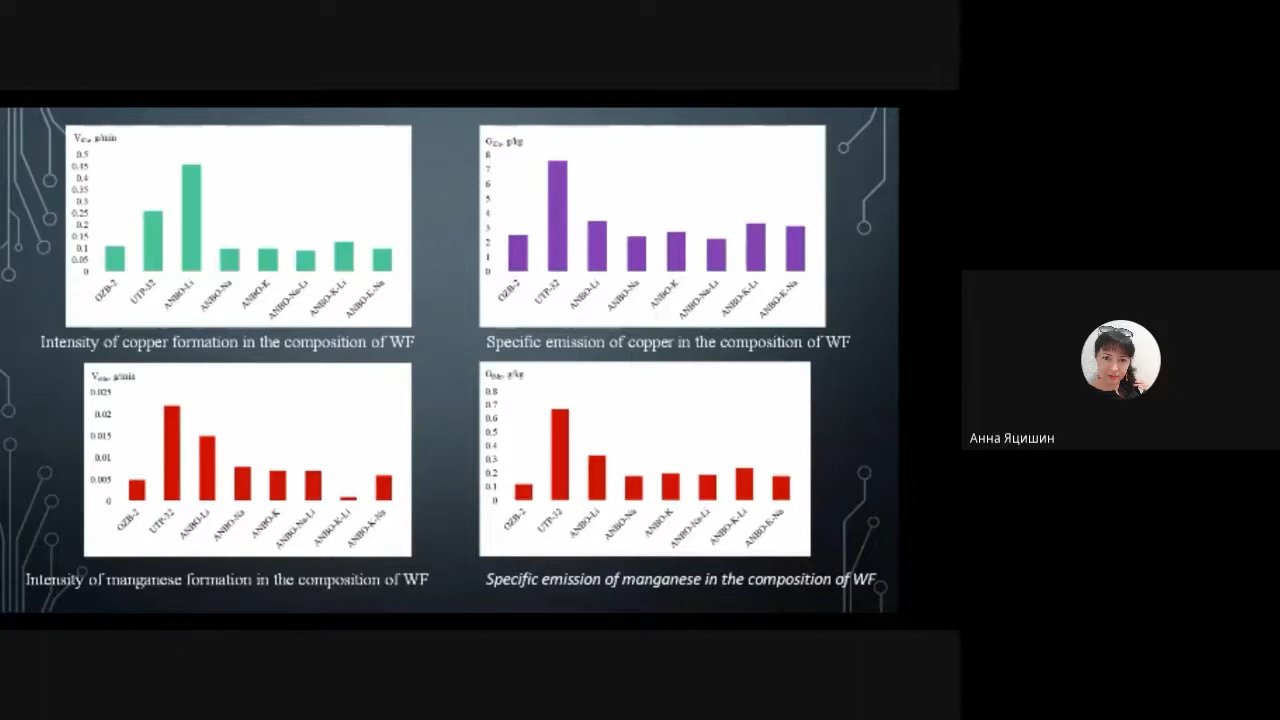 g/min
0.5
0.45
0.4
0.35
0.3
0.25
0.2
0.15
0.1
0.05
0
OZB-2
UTP-32
ANBO-Li
ANBO-Na
ANBO-K
ANBO-Na-Li
ANBO-K-Li
ANBO-K-Na
Intensity of copper formation in the composition of WF
g/kg
8
7
6
5
4
3
2
1
0
OZB-2
UTP-32
ANBO-Li
ANBO-Na
ANBO-K
ANBO-Na-Li
ANBO-K-Li
ANBO-K-Na
Specific emission of copper in the composition of WF
g/min
0.025
0.02
0.015
0.01
0.005
0
OZB-2
UTP-32
ANBO-Li
ANBO-Na
ANBO-K
ANBO-Na-Li
ANBO-K-Li
ANBO-K-Na
Intensity of manganese formation in the composition of WF
g/kg
0.8
0.7
0.6
0.5
0.4
0.3
0.2
0.1
0
OZB-2
UTP-32
ANBO-Li
ANBO-Na
ANBO-K
ANBO-Na-Li
ANBO-K-Li
ANBO-K-Na
Specific emission of manganese in the composition of WF
Анна Яцишин